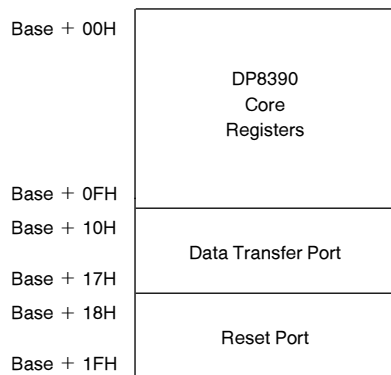 Base + 00H
DP8390
Core
Registers
Base + 0FH
Base + 10H
Data Transfer Port
Base + 17H
Base + 18H
Reset Port
Base + 1FH